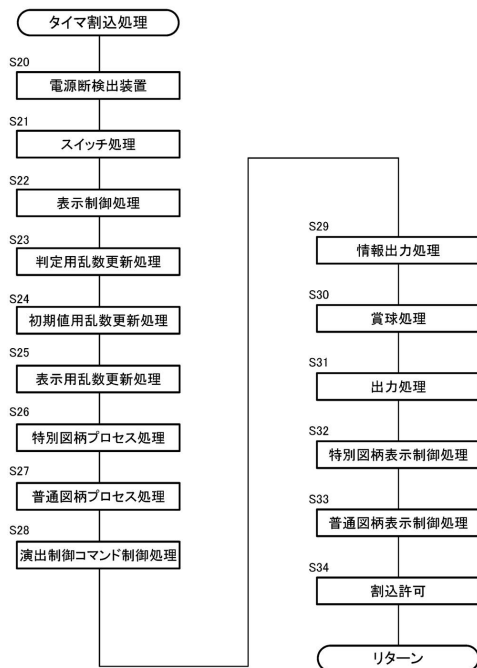 タイマ割込処理
S20
電源断検出装置
S21
スイッチ処理
S22
表示制御処理
S23
判定用乱数更新処理
S24
初期値用乱数更新処理
S25
表示用乱数更新処理
S26
特別図柄プロセス処理
S27
普通図柄プロセス処理
S28
演出制御コマンド制御処理
S29
情報出力処理
S30
賞球処理
S31
出力処理
S32
特別図柄表示制御処理
S33
普通図柄表示制御処理
S34
割込許可
リターン